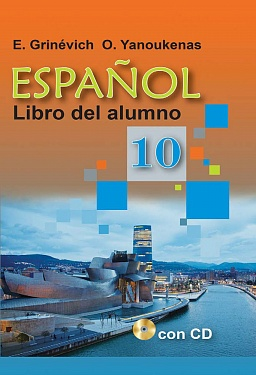 E. Grinévich O. Yanoukenas
ESPAÑOL
Libro del alumno
10
con CD